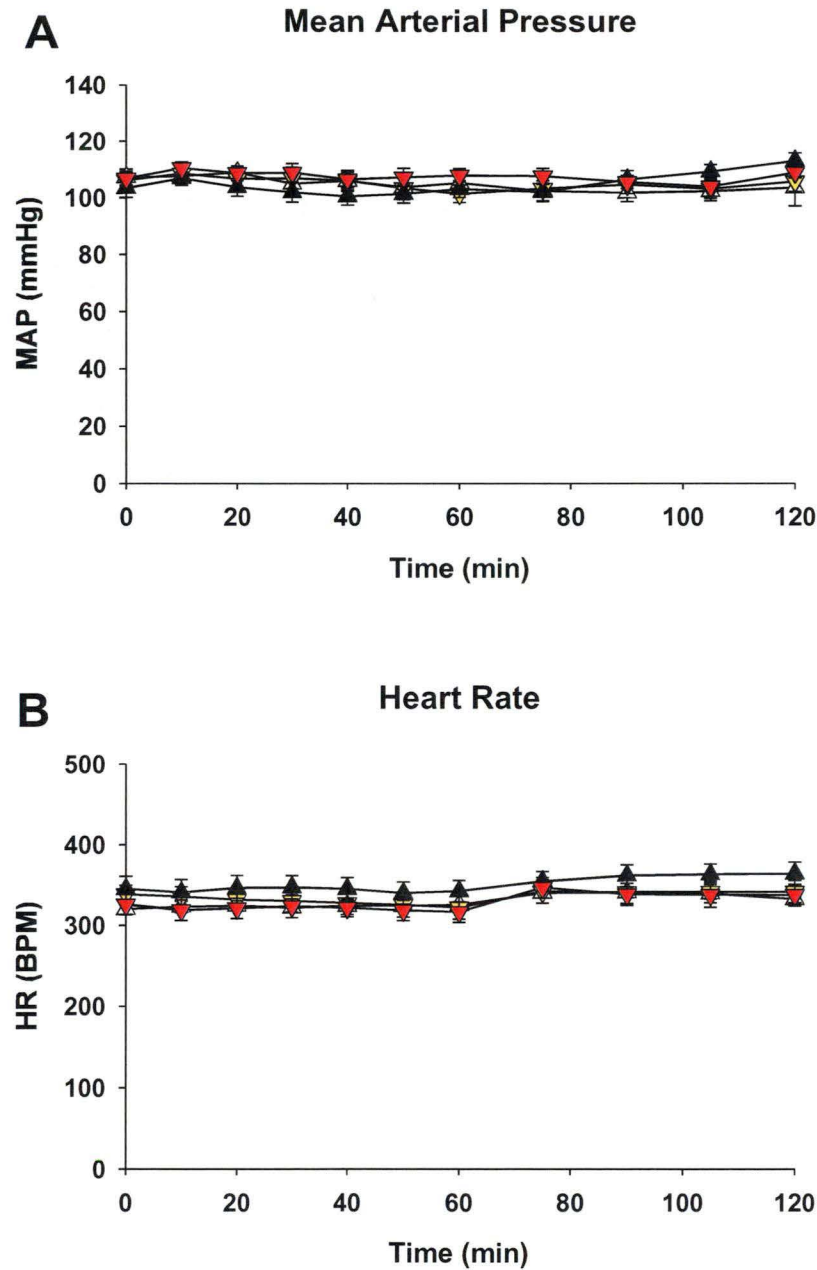 A
Mean Arterial Pressure
140
120
100
80
60
40
20
0
MAP (mmHg)
0 20 40 60 80 100 120
Time (min)
B
Heart Rate
500
400
300
200
100
0
HR (BPM)
0 20 40 60 80 100 120
Time (min)